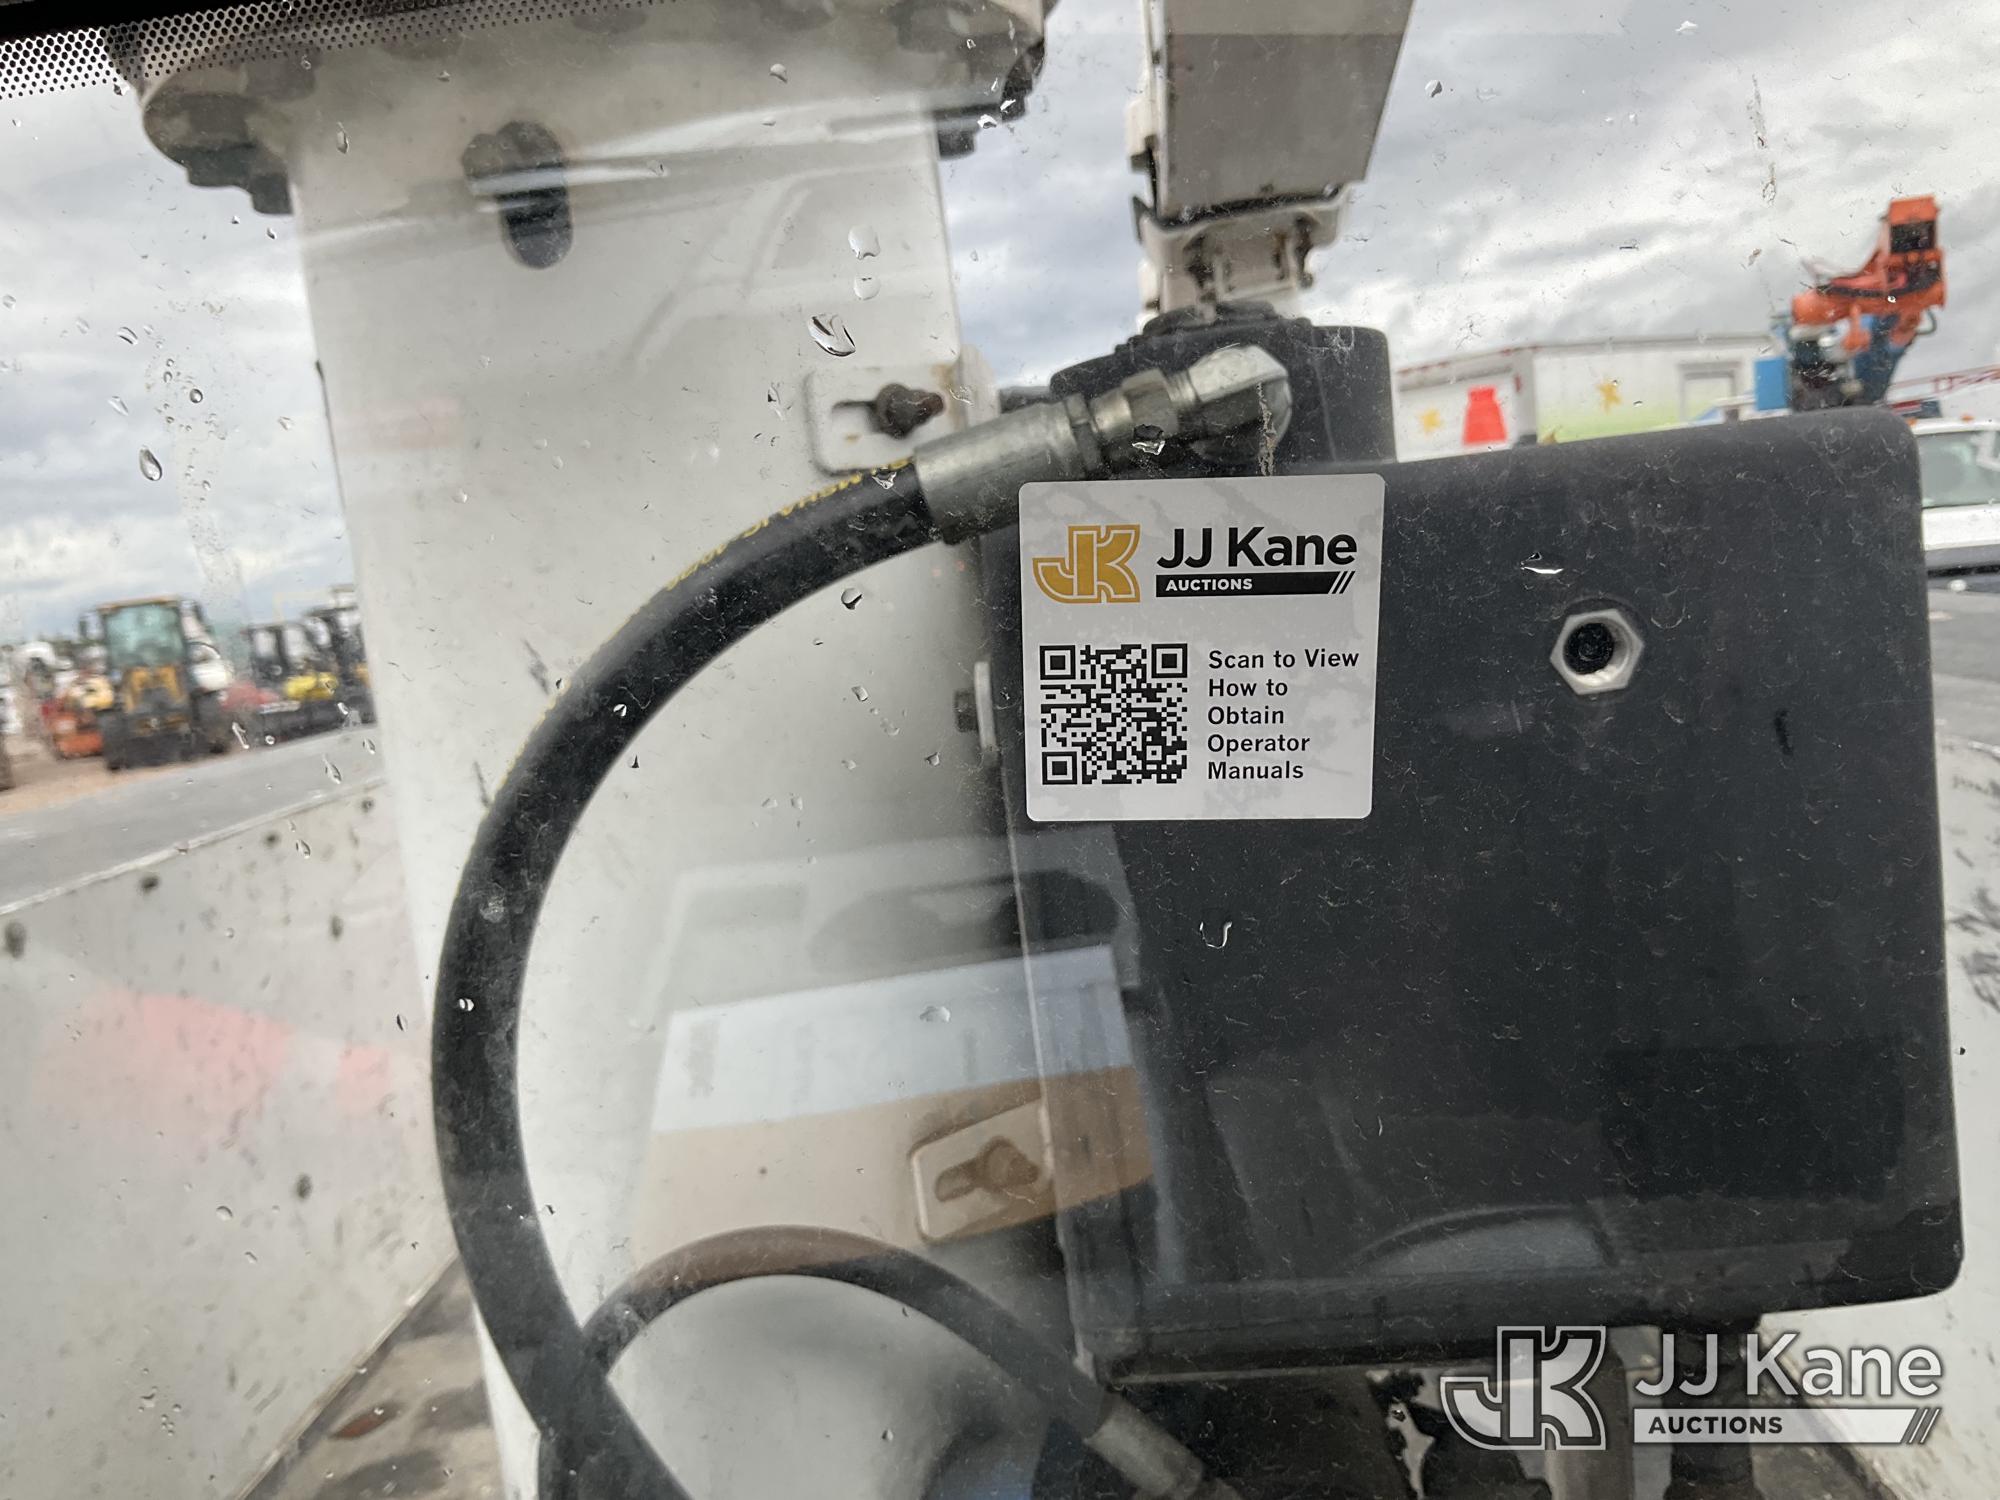 JJ Kane
AUCTIONS
Scan to View
How to
Obtain
Operator
Manuals
JJ Kane
AUCTIONS